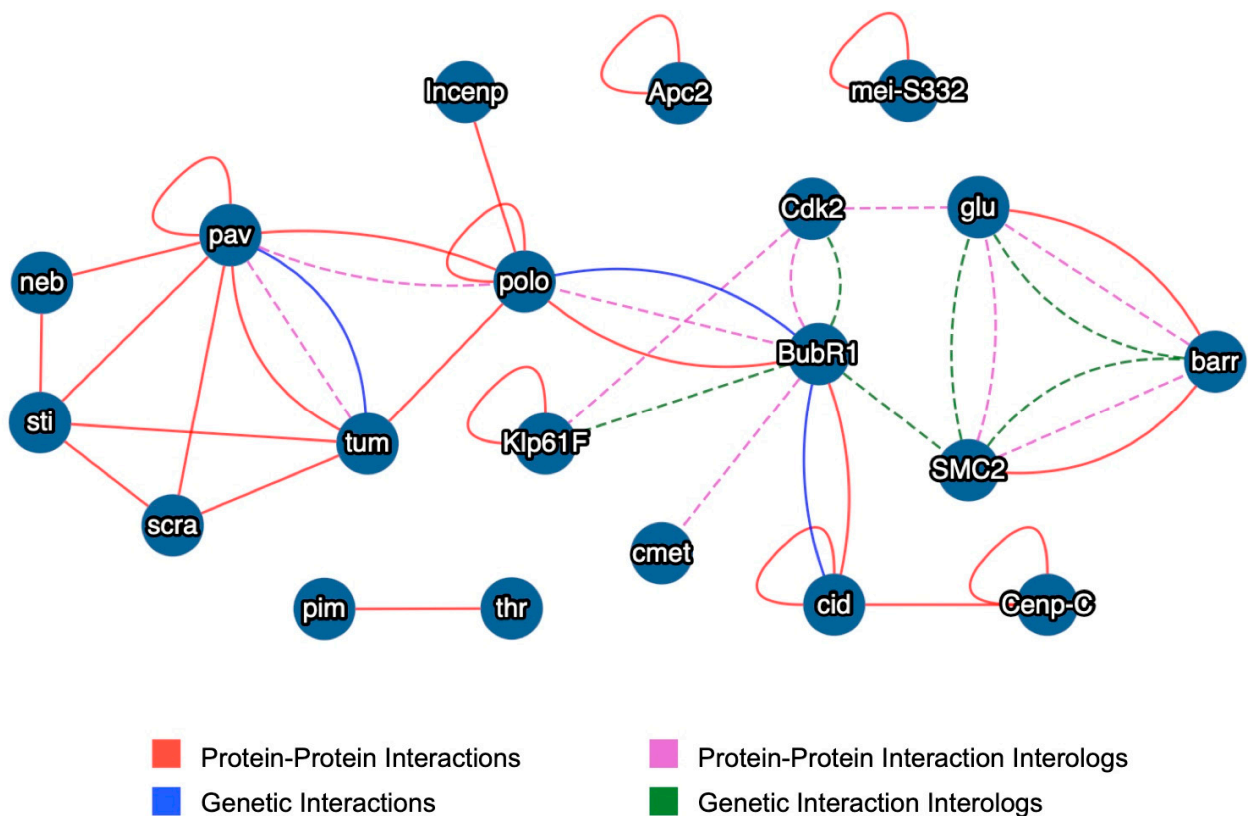 Incenp
Apc2
mei-S332
Cdk2
glu
pav
neb
polo
BubR1
barr
sti
tum
Klp61F
SMC2
scra
cmet
pim
thr
cid
Cenp-C
Protein-Protein Interactions
Protein-Protein Interaction Interologs
Genetic Interactions
Genetic Interaction Interologs